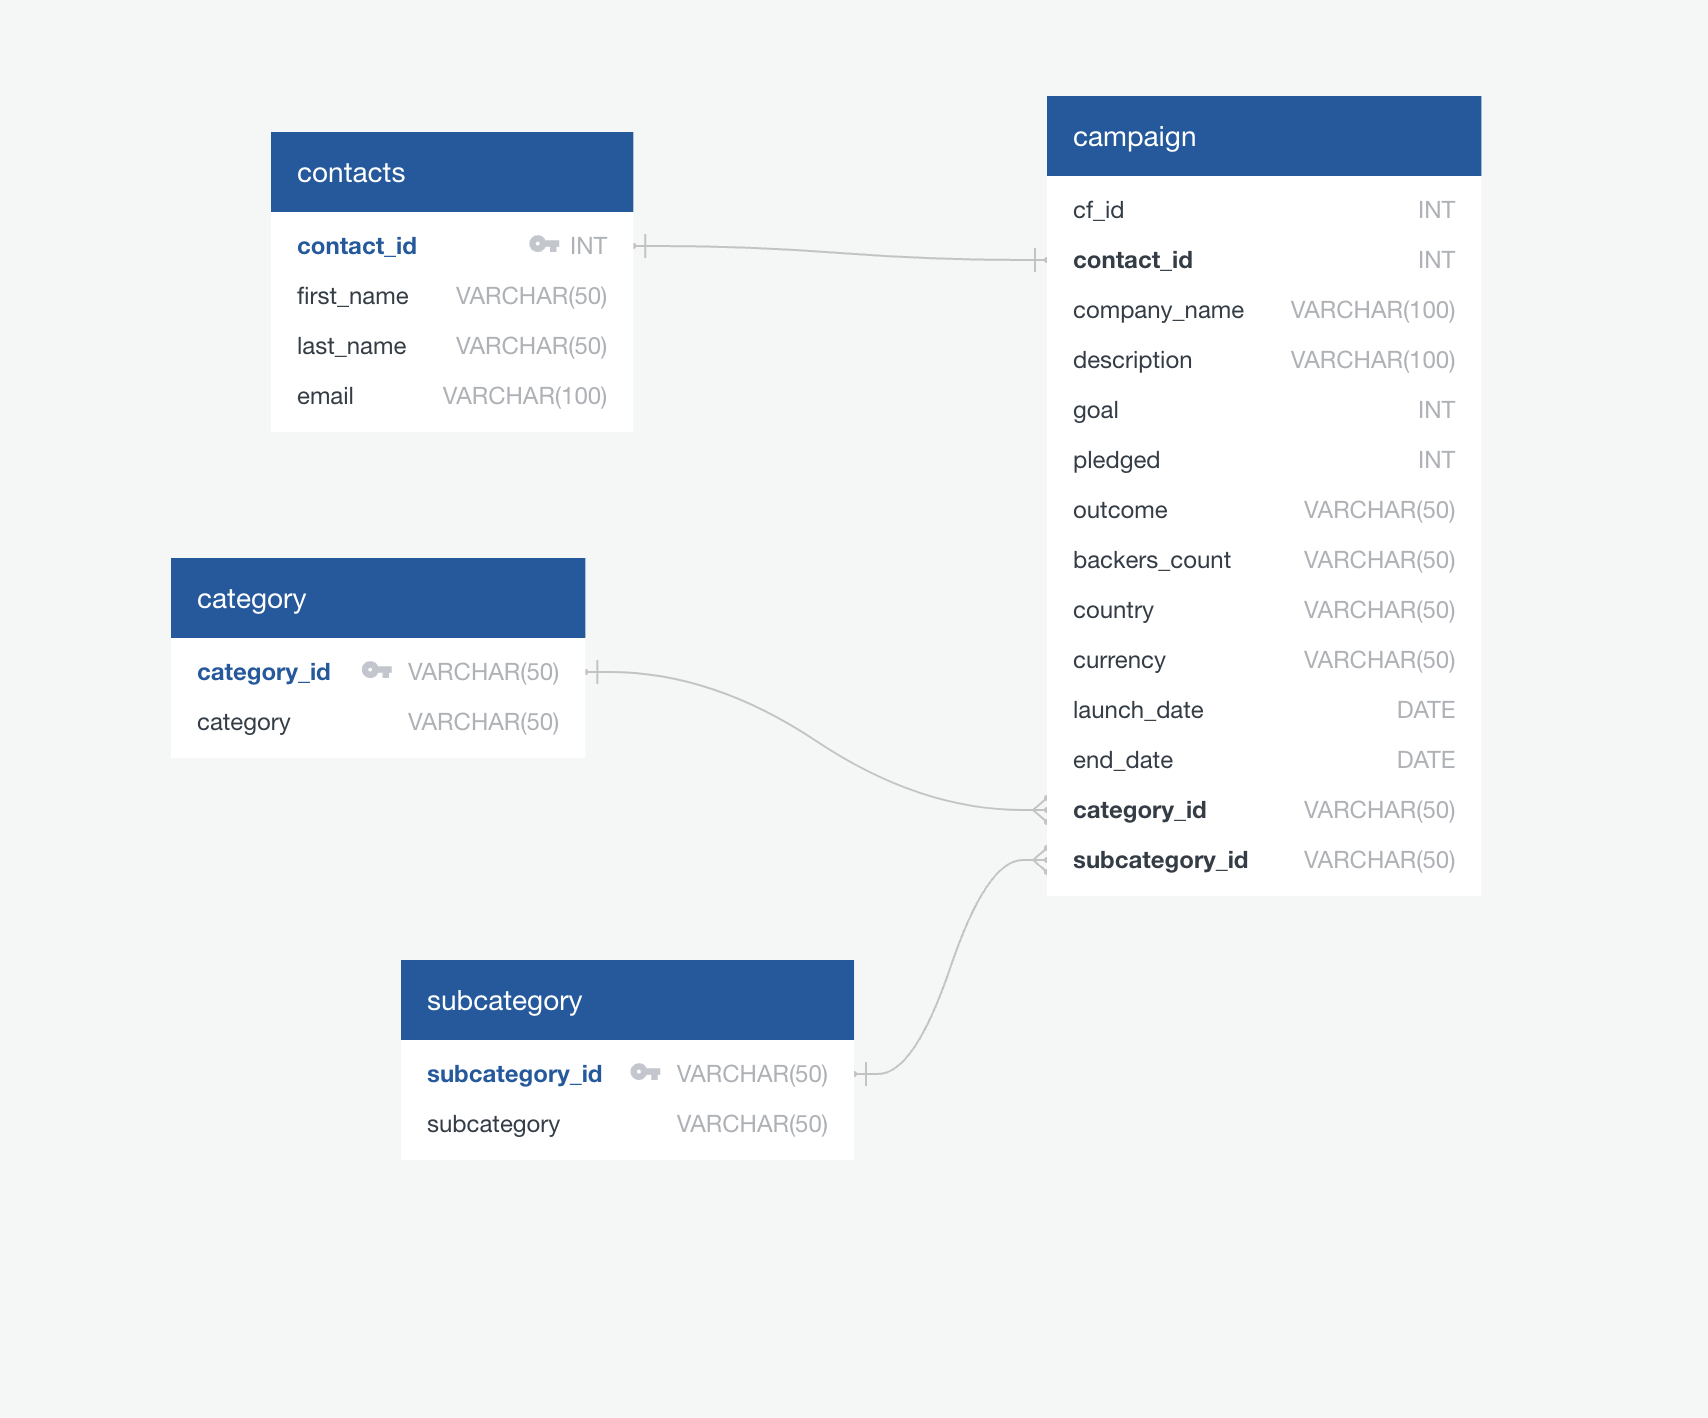 contacts
contact_id INT
first_name VARCHAR(50)
last_name VARCHAR(50)
email VARCHAR(100)
campaign
cf_id INT
contact_id INT
company_name VARCHAR(100)
description VARCHAR(100)
goal INT
pledged INT
outcome VARCHAR(50)
backers_count VARCHAR(50)
country VARCHAR(50)
currency VARCHAR(50)
launch_date DATE
end_date DATE
category_id VARCHAR(50)
subcategory_id VARCHAR(50)
category
category_id VARCHAR(50)
category VARCHAR(50)
subcategory
subcategory_id VARCHAR(50)
subcategory VARCHAR(50)